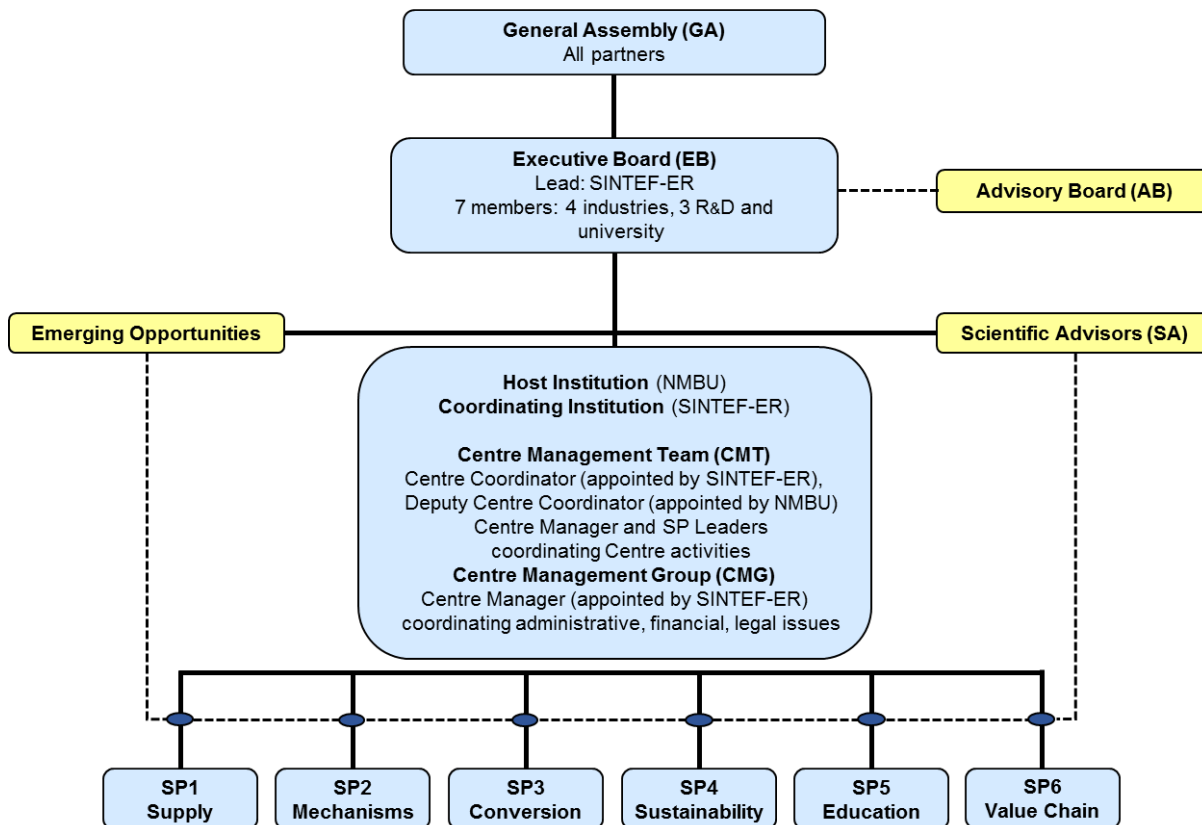 General Assembly (GA)
All partners
Executive Board (EB)
Lead: SINTEF-ER
7 members: 4 industries, 3 R&D and
university
Advisory Board (AB)
Emerging Opportunities
Scientific Advisors (SA)
Host Institution (NMBU)
Coordinating Institution (SINTEF-ER)
Centre Management Team (CMT)
Centre Coordinator (appointed by SINTEF-ER),
Deputy Centre Coordinator (appointed by NMBU)
Centre Manager and SP Leaders
coordinating Centre activities
Centre Management Group (CMG)
Centre Manager (appointed by SINTEF-ER)
coordinating administrative, financial, legal issues
SP1
Supply
SP2
Mechanisms
SP3
Conversion
SP4
Sustainability
SP5
Education
SP6
Value Chain